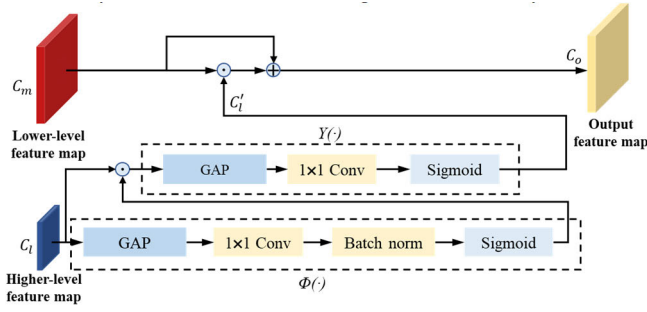 C_m
C_o
C_l'
Lower-level
feature map
Output
feature map
Υ(·)
GAP
1×1 Conv
Sigmoid
C_l
GAP
1×1 Conv
Batch norm
Sigmoid
Higher-level
feature map
Φ(·)